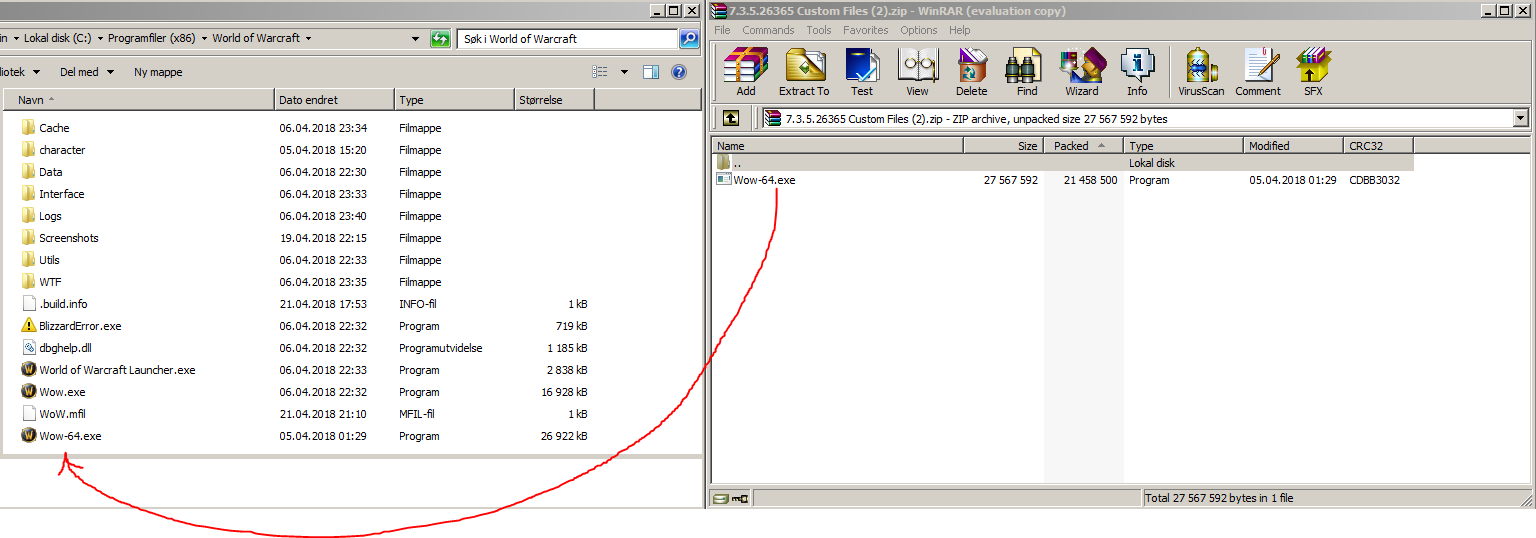 in ▸ Lokal disk (C:) ▸ Programfiler (x86) ▸ World of Warcraft ▸
Søk i World of Warcraft
liotek
Del med
Ny mappe
Navn Dato endret Type Størrelse
Cache 06.04.2018 23:34 Filmappe
character 05.04.2018 15:20 Filmappe
Data 06.04.2018 22:30 Filmappe
Interface 06.04.2018 23:33 Filmappe
Logs 06.04.2018 23:40 Filmappe
Screenshots 19.04.2018 22:15 Filmappe
Utils 06.04.2018 22:33 Filmappe
WTF 06.04.2018 23:35 Filmappe
.build.info 21.04.2018 17:53 INFO-fil 1 kB
BlizzardError.exe 06.04.2018 22:32 Program 719 kB
dbghelp.dll 06.04.2018 22:32 Programutvidelse 1 185 kB
World of Warcraft Launcher.exe 06.04.2018 22:33 Program 2 838 kB
Wow.exe 06.04.2018 22:32 Program 16 928 kB
WoW.mfil 21.04.2018 21:10 MFIL-fil 1 kB
Wow-64.exe 05.04.2018 01:29 Program 26 922 kB
7.3.5.26365 Custom Files (2).zip - WinRAR (evaluation copy)
File Commands Tools Favorites Options Help
Add Extract To Test View Delete Find Wizard Info VirusScan Comment SFX
7.3.5.26365 Custom Files (2).zip - ZIP archive, unpacked size 27 567 592 bytes
Name Size Packed Type Modified CRC32
.. Lokal disk
Wow-64.exe 27 567 592 21 458 500 Program 05.04.2018 01:29 CDBB3032
Total 27 567 592 bytes in 1 file